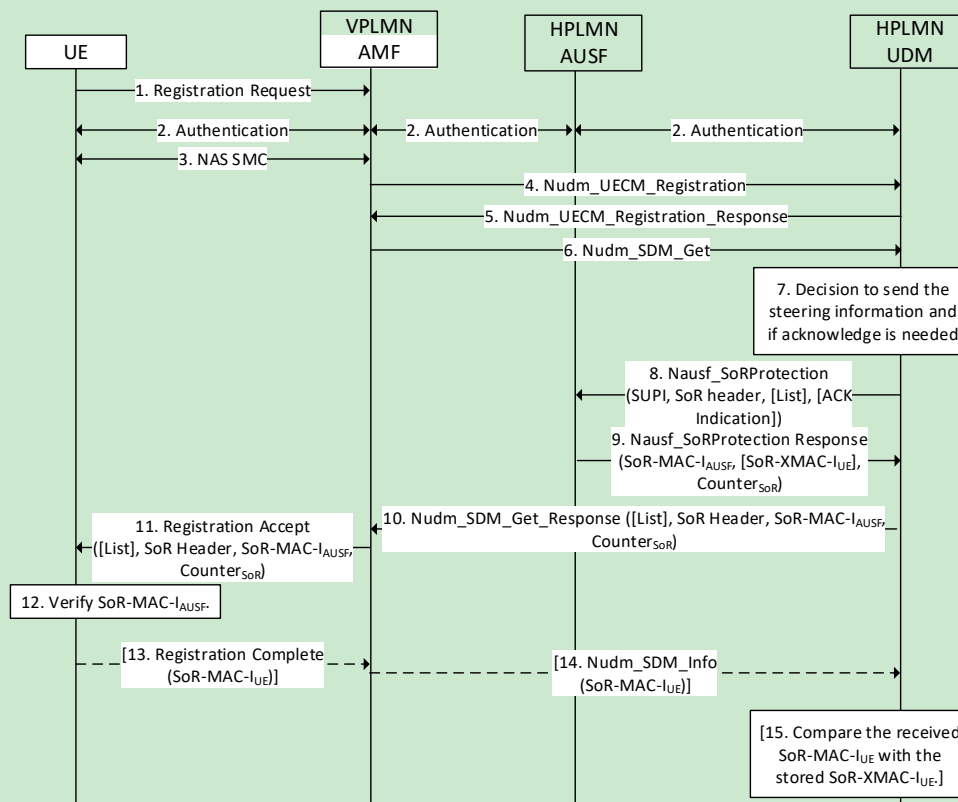 UE
VPLMN
AMF
HPLMN
AUSF
HPLMN
UDM
1. Registration Request
2. Authentication
2. Authentication
2. Authentication
3. NAS SMC
4. Nudm_UECM_Registration
5. Nudm_UECM_Registration_Response
6. Nudm_SDM_Get
7. Decision to send the
steering information and
if acknowledge is needed
8. Nausf_SoRProtection
(SUPI, SoR header, [List], [ACK
Indication])
9. Nausf_SoRProtection Response
(SoR-MAC-IAUSF, [SoR-XMAC-IUE],
CounterSoR)
10. Nudm_SDM_Get_Response ([List], SoR Header, SoR-MAC-IAUSF,
CounterSoR)
11. Registration Accept
([List], SoR Header, SoR-MAC-IAUSF,
CounterSoR)
12. Verify SoR-MAC-IAUSF.
[13. Registration Complete
(SoR-MAC-IUE)]
[14. Nudm_SDM_Info
(SoR-MAC-IUE)]
[15. Compare the received
SoR-MAC-IUE with the
stored SoR-XMAC-IUE.]